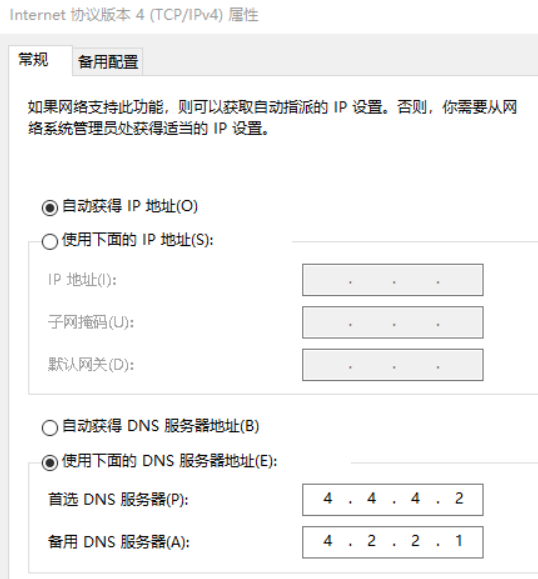 Internet 协议版本 4 (TCP/IPv4) 属性
常规 备用配置
如果网络支持此功能，则可以获取自动指派的 IP 设置。否则，你需要从网
络系统管理员处获得适当的 IP 设置。
自动获得 IP 地址(O)
使用下面的 IP 地址(S):
IP 地址(I): . . .
子网掩码(U): . . .
默认网关(D): . . .
自动获得 DNS 服务器地址(B)
使用下面的 DNS 服务器地址(E):
首选 DNS 服务器(P): 4 . 4 . 4 . 2
备用 DNS 服务器(A): 4 . 2 . 2 . 1